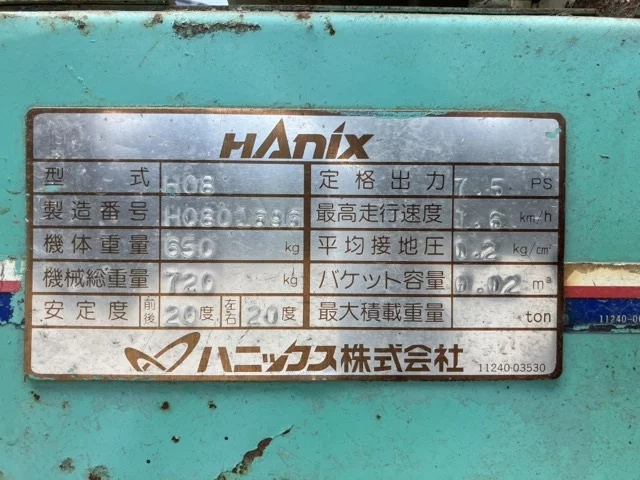 HAniX
型式 H08 定格出力 7.5 PS
製造番号 最高走行速度 1.6 km/h
機体重量 650 kg 平均接地圧 0.2 kg/cm²
機械総重量 720 kg バケット容量 0.02 m³
安定度 前後 20度 左右 20度 最大積載重量 ton
ハニックス株式会社 11240-03530